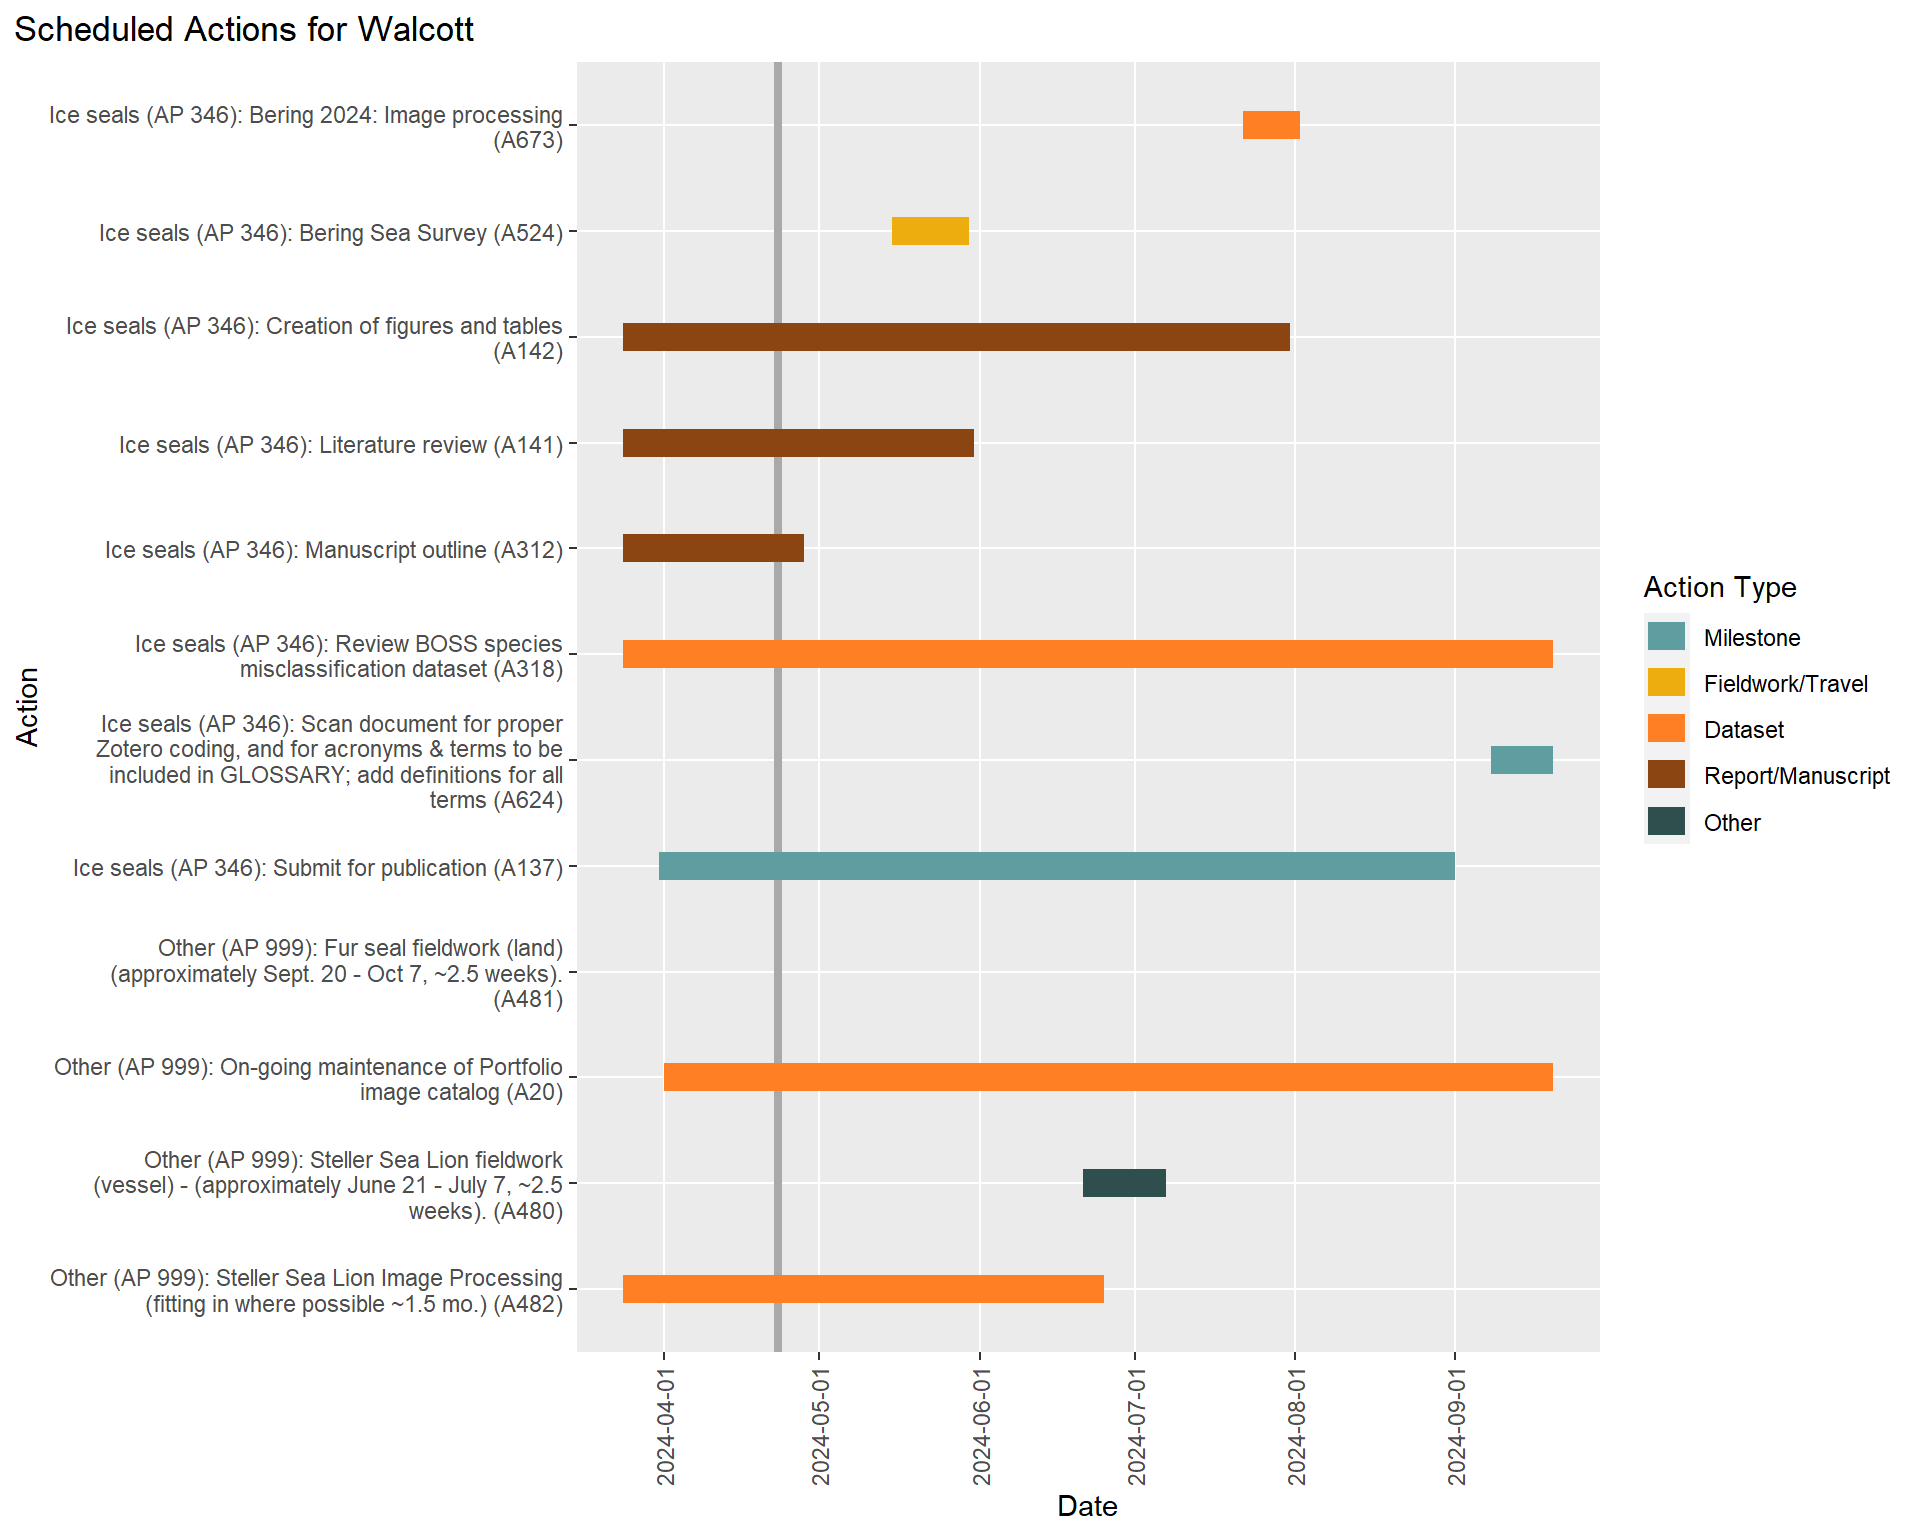 Scheduled Actions for Walcott
Ice seals (AP 346): Bering 2024: Image processing
(A673)
Ice seals (AP 346): Bering Sea Survey (A524)
Ice seals (AP 346): Creation of figures and tables
(A142)
Ice seals (AP 346): Literature review (A141)
Ice seals (AP 346): Manuscript outline (A312)
Ice seals (AP 346): Review BOSS species
misclassification dataset (A318)
Ice seals (AP 346): Scan document for proper
Zotero coding, and for acronyms & terms to be
included in GLOSSARY; add definitions for all
terms (A624)
Ice seals (AP 346): Submit for publication (A137)
Other (AP 999): Fur seal fieldwork (land)
(approximately Sept. 20 - Oct 7, ~2.5 weeks).
(A481)
Other (AP 999): On-going maintenance of Portfolio
image catalog (A20)
Other (AP 999): Steller Sea Lion fieldwork
(vessel) - (approximately June 21 - July 7, ~2.5
weeks). (A480)
Other (AP 999): Steller Sea Lion Image Processing
(fitting in where possible ~1.5 mo.) (A482)
Action
2024-04-01
2024-05-01
2024-06-01
2024-07-01
2024-08-01
2024-09-01
Date
Action Type
Milestone
Fieldwork/Travel
Dataset
Report/Manuscript
Other